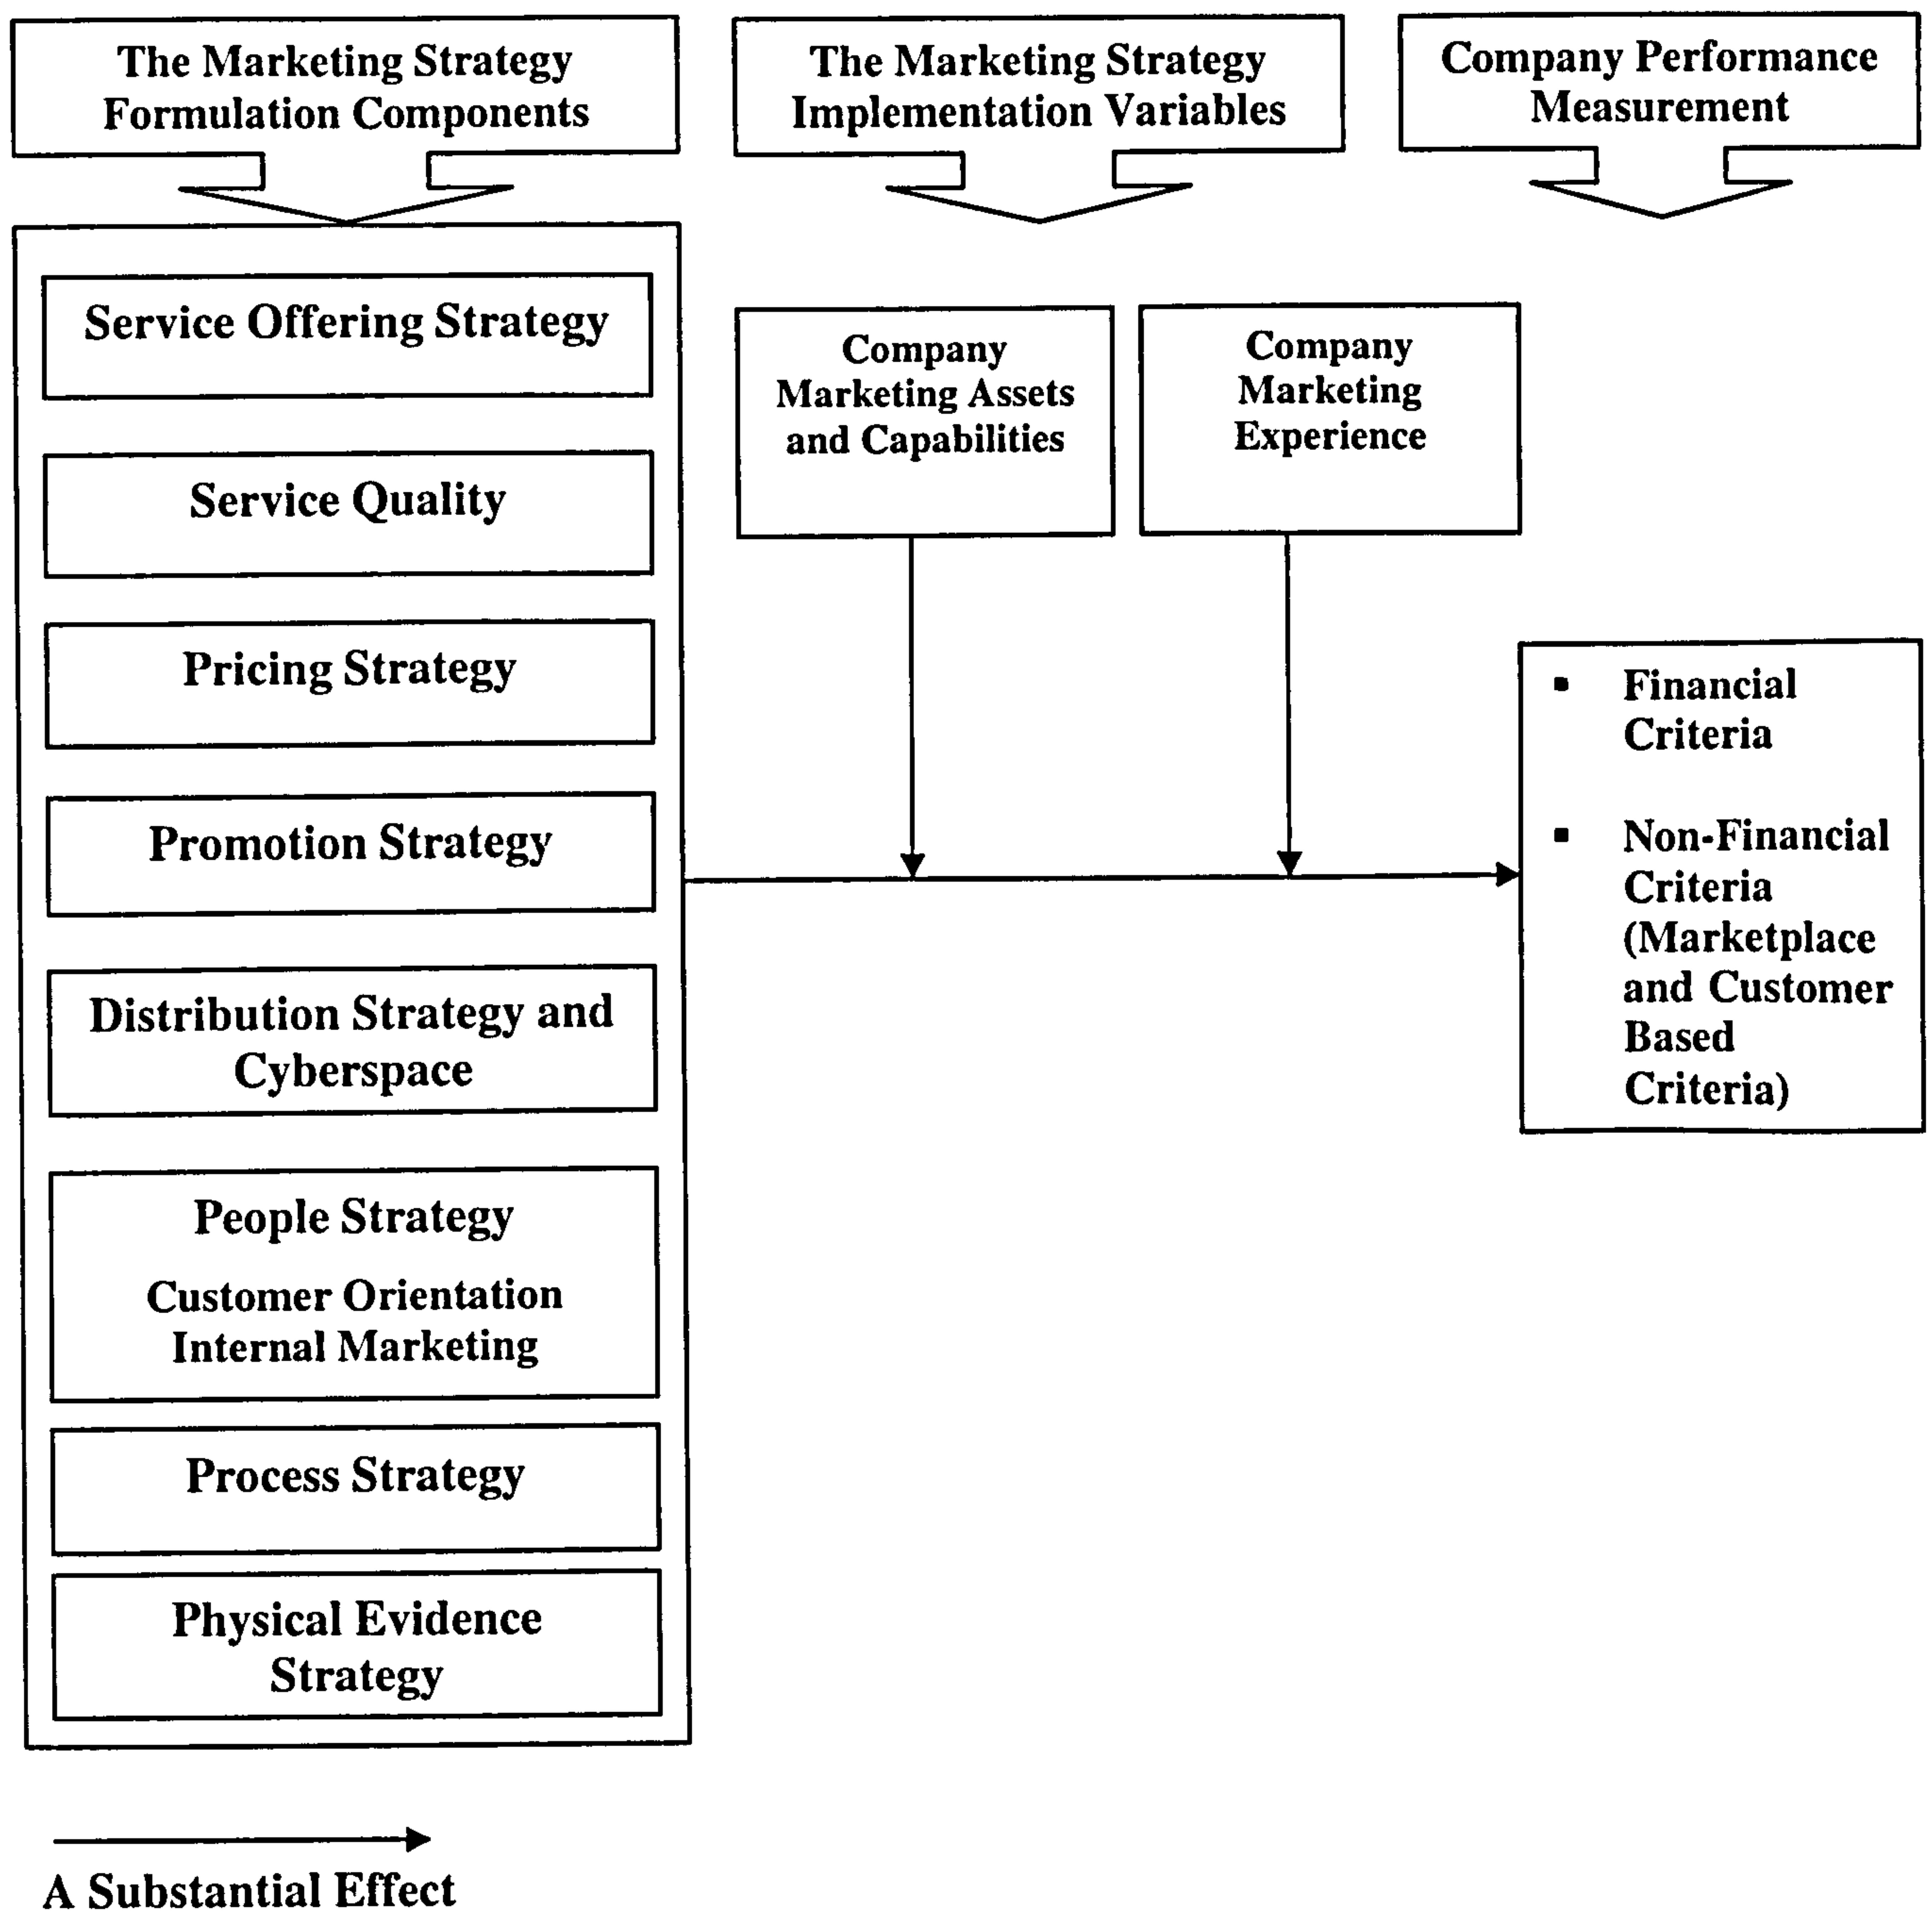 The Marketing Strategy
Formulation Components
The Marketing Strategy
Implementation Variables
Company Performance
Measurement
Service Offering Strategy
Service Quality
Pricing Strategy
Promotion Strategy
Distribution Strategy and
Cyberspace
People Strategy
Customer Orientation
Internal Marketing
Process Strategy
Physical Evidence
Strategy
Company
Marketing Assets
and Capabilities
Company
Marketing
Experience
▪ Financial
Criteria
▪ Non-Financial
Criteria
(Marketplace
and Customer
Based
Criteria)
A Substantial Effect